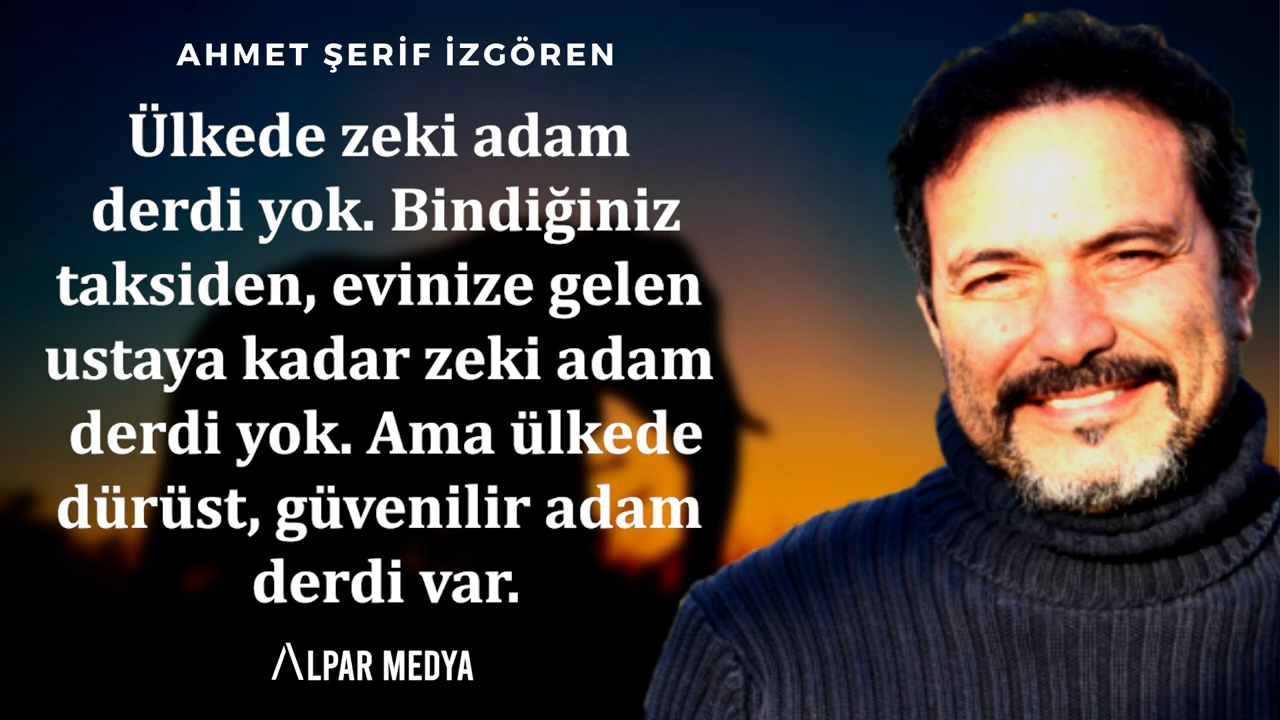 AHMET ŞERİF İZGÖREN
Ülkede zeki adam
derdi yok. Bindiğiniz
taksiden, evinize gelen
ustaya kadar zeki adam
derdi yok. Ama ülkede
dürüst, güvenilir adam
derdi var.
ALPAR MEDYA